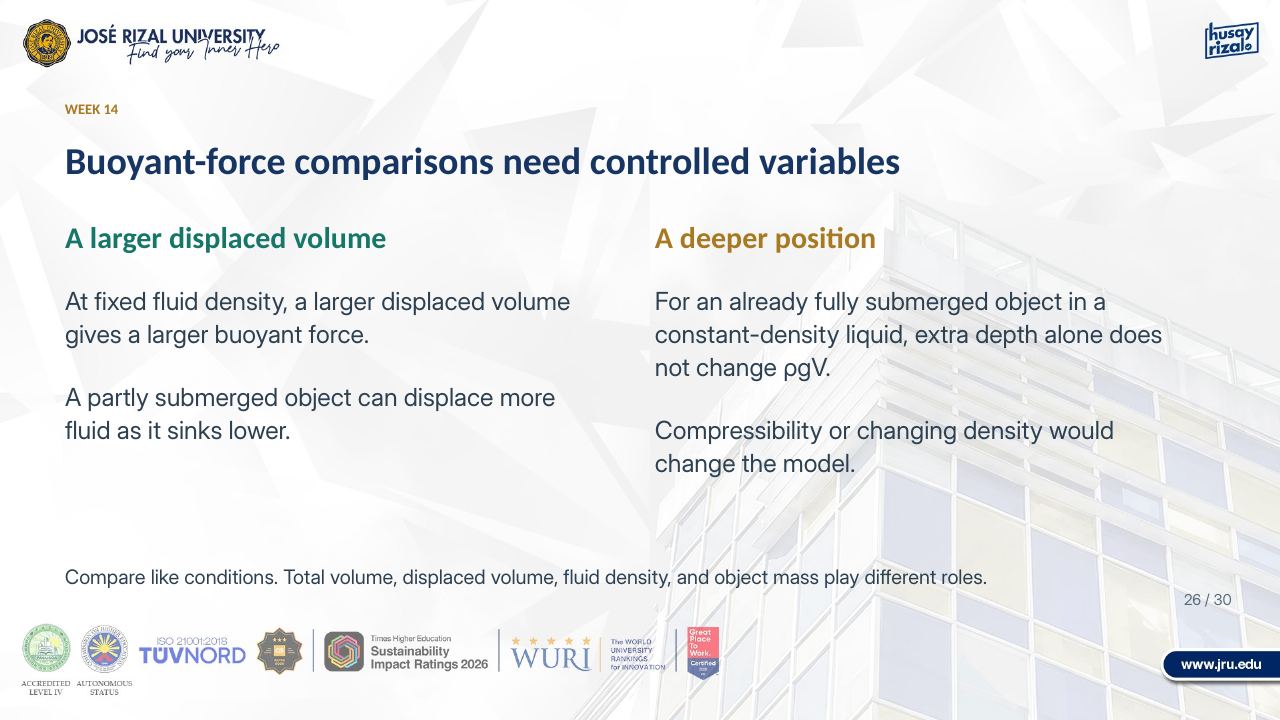 JOSÉ RIZAL UNIVERSITY
Find your Inner Hero
husay
rizal
WEEK 14
Buoyant-force comparisons need controlled variables
A larger displaced volume
At fixed fluid density, a larger displaced volume
gives a larger buoyant force.
A partly submerged object can displace more
fluid as it sinks lower.
A deeper position
For an already fully submerged object in a
constant-density liquid, extra depth alone does
not change ρgV.
Compressibility or changing density would
change the model.
Compare like conditions. Total volume, displaced volume, fluid density, and object mass play different roles.
26 / 30
ACCREDITED
LEVEL IV
AUTONOMOUS
STATUS
ISO 21001:2018
TÜVNORD
Times Higher Education
Sustainability
Impact Ratings 2026
WURI
The WORLD
UNIVERSITY
RANKINGS
for INNOVATION
Great
Place
To
Work.
Certified
www.jru.edu